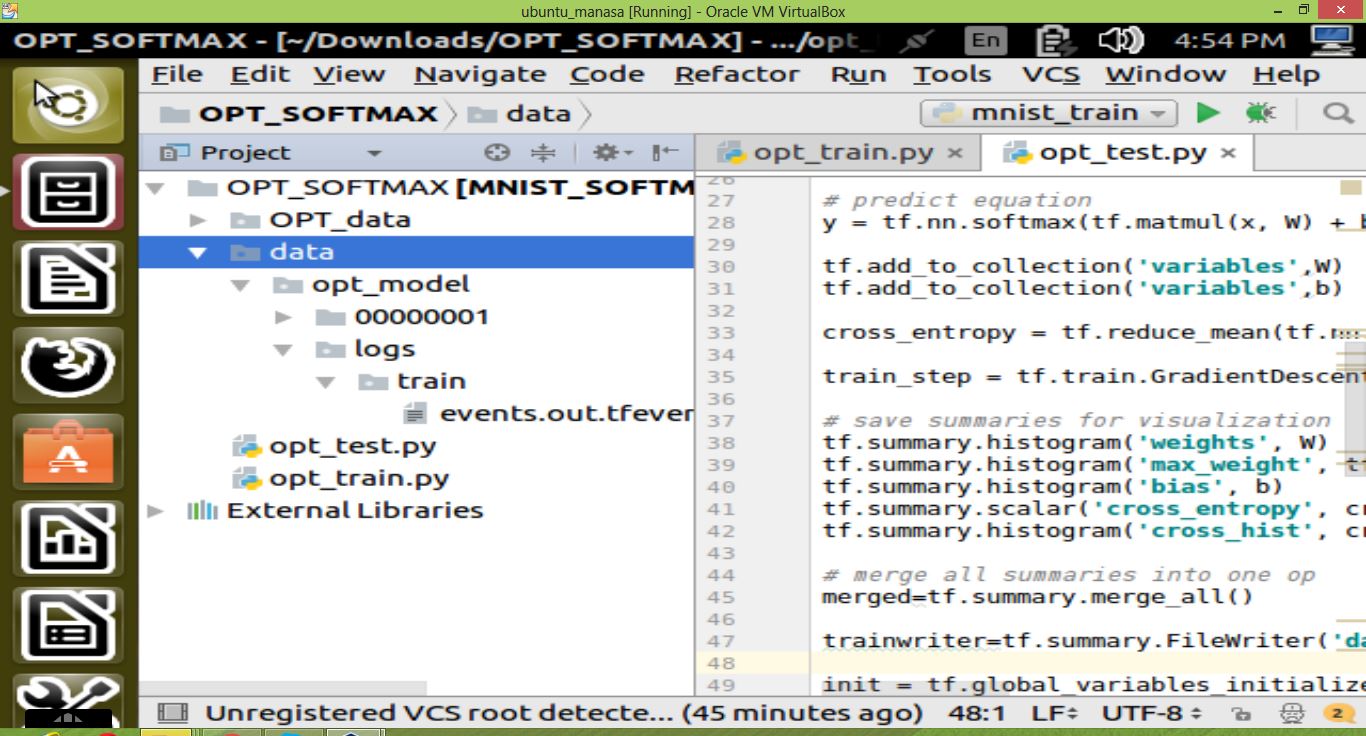 ubuntu_manasa [Running] - Oracle VM VirtualBox
OPT_SOFTMAX - [~/Downloads/OPT_SOFTMAX] - .../opt_ En 4:54 PM
File Edit View Navigate Code Refactor Run Tools VCS Window Help
OPT_SOFTMAX data mnist_train
Project opt_train.py × opt_test.py ×
OPT_SOFTMAX [MNIST_SOFTM
OPT_data
data
opt_model
00000001
logs
train
events.out.tfever
opt_test.py
opt_train.py
External Libraries
26
27 # predict equation
28 y = tf.nn.softmax(tf.matmul(x, W) + b
29
30 tf.add_to_collection('variables',W)
31 tf.add_to_collection('variables',b)
32
33 cross_entropy = tf.reduce_mean(tf.
34
35 train_step = tf.train.GradientDescent
36
37 # save summaries for visualization
38 tf.summary.histogram('weights', W)
39 tf.summary.histogram('max_weight', t
40 tf.summary.histogram('bias', b)
41 tf.summary.scalar('cross_entropy', cr
42 tf.summary.histogram('cross_hist', cr
43
44 # merge all summaries into one op
45 merged=tf.summary.merge_all()
46
47 trainwriter=tf.summary.FileWriter('da
48
49 init = tf.global_variables_initialize
Unregistered VCS root detecte... (45 minutes ago) 48:1 LF UTF-8 2